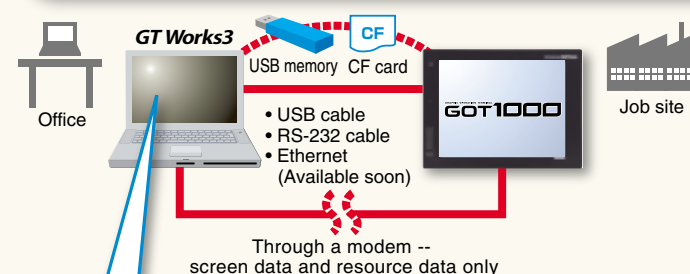 GT Works3
CF
USB memory
CF card
Office
• USB cable
• RS-232 cable
• Ethernet
(Available soon)
GOT1000
Job site
Through a modem --
screen data and resource data only